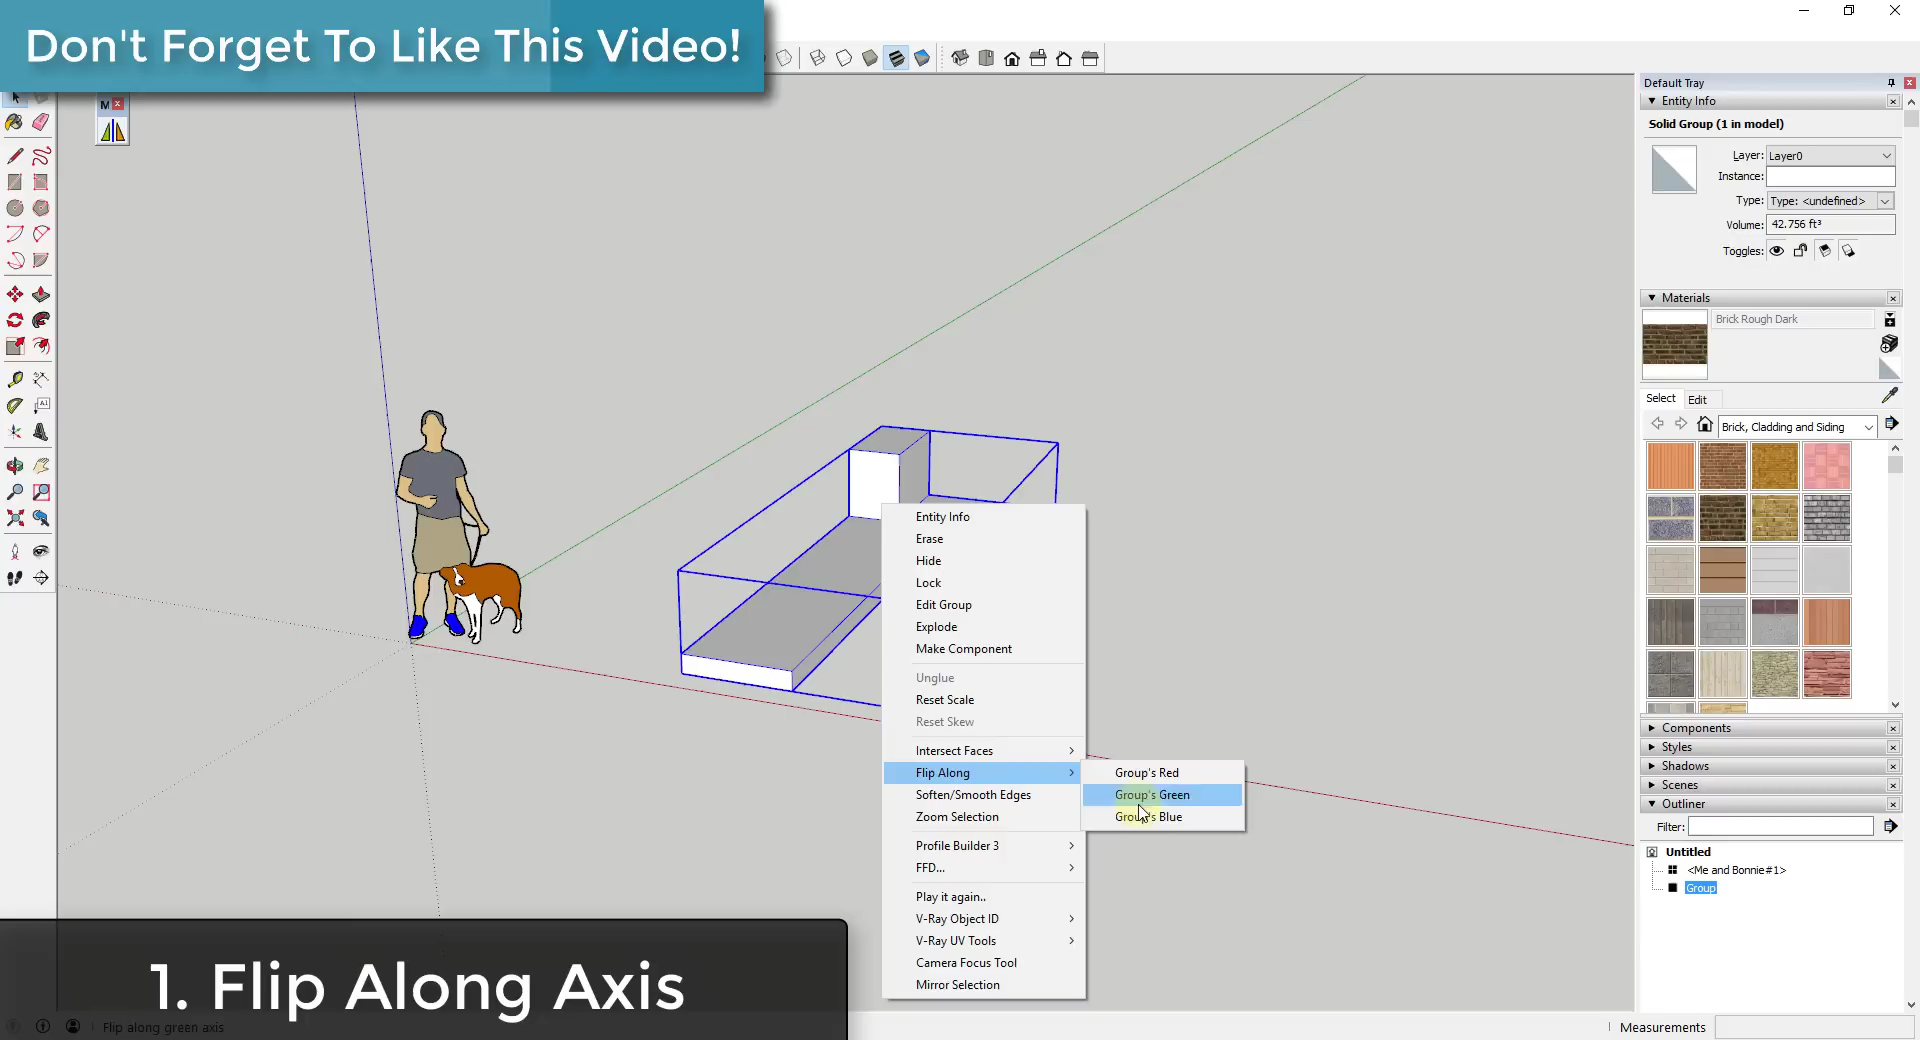 Don't Forget To Like This Video!
M
Default Tray
Entity Info
Solid Group (1 in model)
Layer: Layer0
Instance:
Type: Type: <undefined>
Volume: 42.756 ft³
Toggles:
Materials
Brick Rough Dark
Select Edit
Brick, Cladding and Siding
Components
Styles
Shadows
Scenes
Outliner
Filter:
Untitled
<Me and Bonnie#1>
Group
Entity Info
Erase
Hide
Lock
Edit Group
Explode
Make Component
Unglue
Reset Scale
Reset Skew
Intersect Faces
Flip Along
Soften/Smooth Edges
Zoom Selection
Profile Builder 3
FFD...
Play it again..
V-Ray Object ID
V-Ray UV Tools
Camera Focus Tool
Mirror Selection
Group's Red
Group's Green
Group's Blue
1. Flip Along Axis
Flip along green axis
Measurements